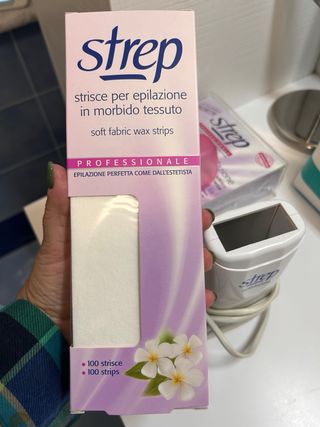 strep
strisce per epilazione
in morbido tessuto
soft fabric wax strips
PROFESSIONALE
EPILAZIONE PERFETTA COME DALL'ESTETISTA
• 100 strisce
• 100 strips
strep
strep